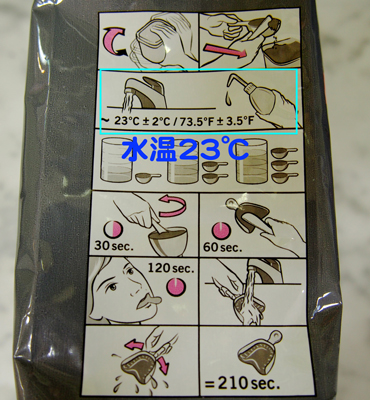 ~ 23°C ± 2°C / 73.5°F ± 3.5°F
水温23℃
30 sec.
60 sec.
120 sec.
= 210 sec.